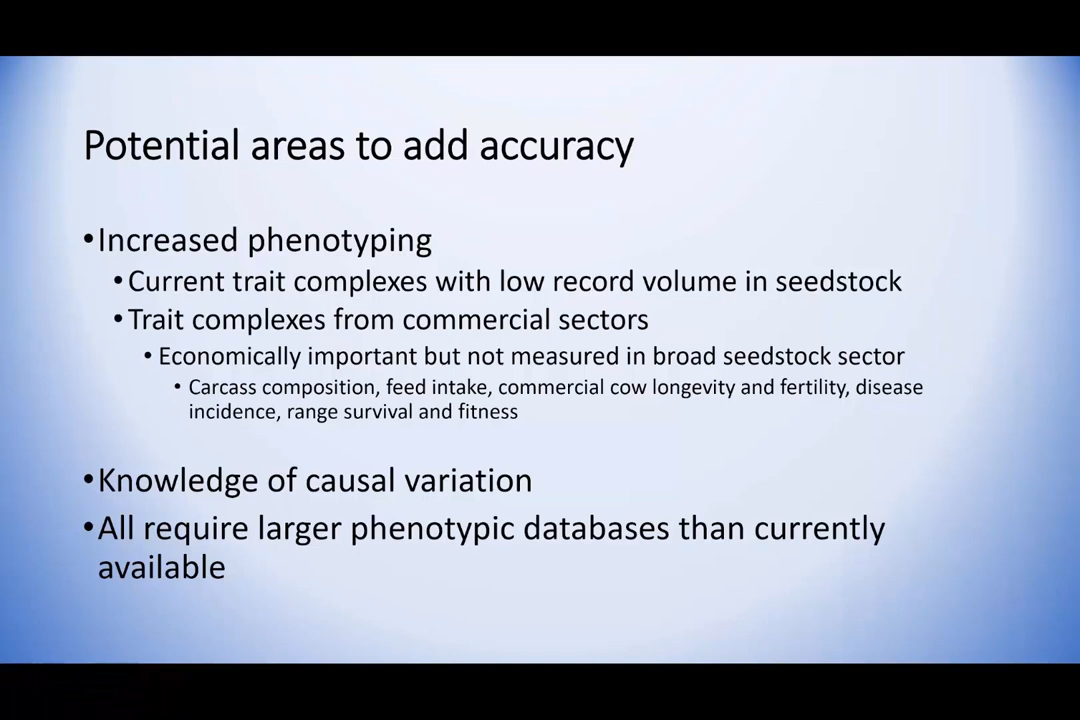 Potential areas to add accuracy
•Increased phenotyping
•Current trait complexes with low record volume in seedstock
•Trait complexes from commercial sectors
•Economically important but not measured in broad seedstock sector
•Carcass composition, feed intake, commercial cow longevity and fertility, disease
incidence, range survival and fitness
•Knowledge of causal variation
•All require larger phenotypic databases than currently
available